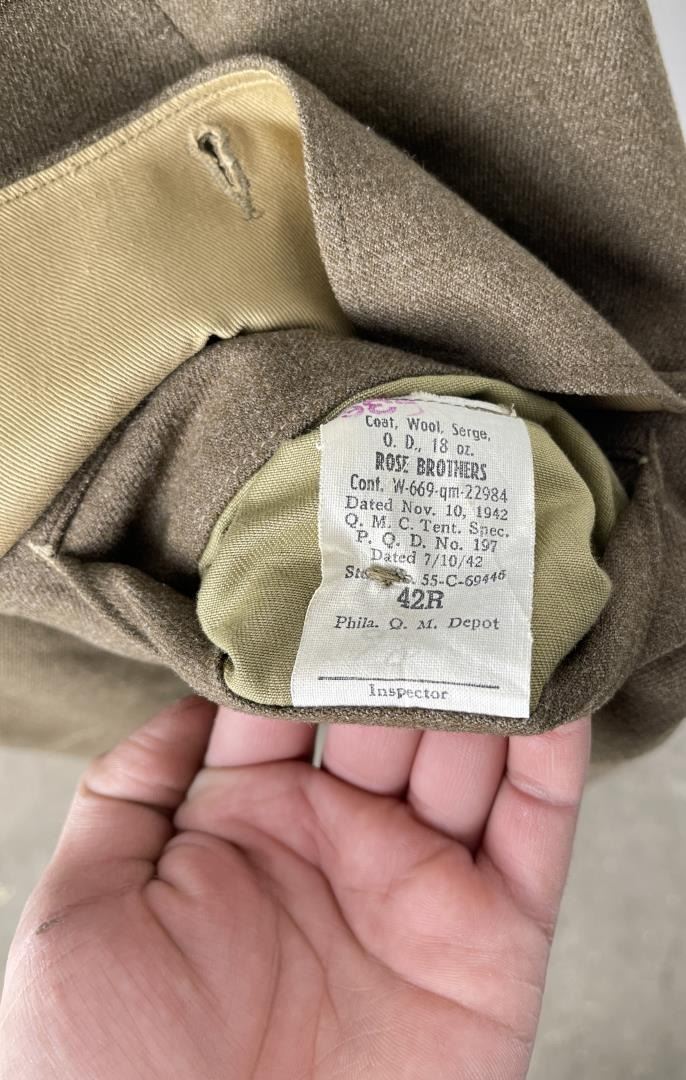 Coat, Wool, Serge,
O. D., 18 oz.
ROSE BROTHERS
Cont. W-669-qm-22984
Dated Nov. 10, 1942
Q. M. C. Tent. Spec.
P. Q. D. No. 197
Dated 7/10/42
55-C-69446
42R
Phila. Q. M. Depot
Inspector